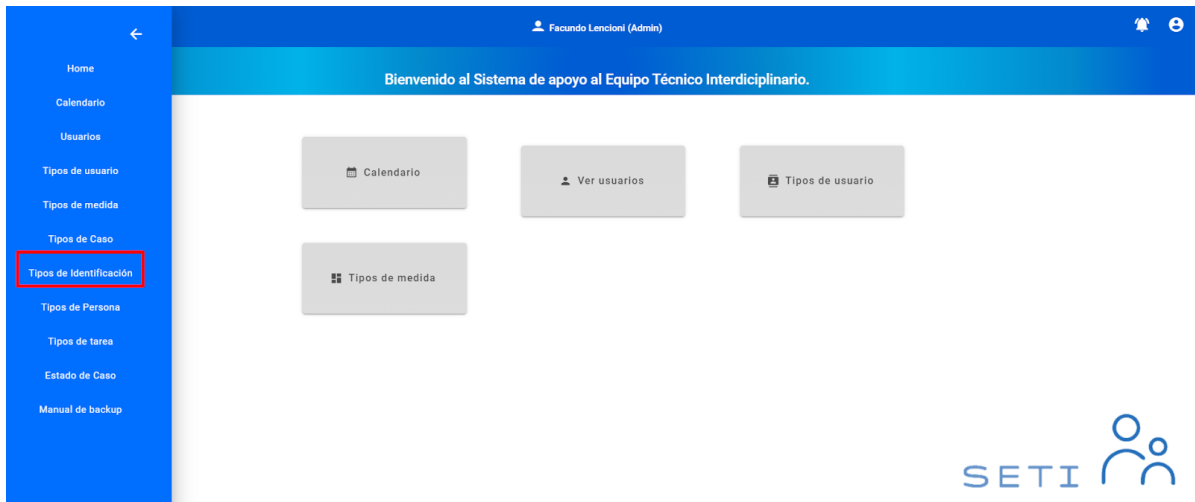 Facundo Lencioni (Admin)
Home
Calendario
Usuarios
Tipos de usuario
Tipos de medida
Tipos de Caso
Tipos de Identificación
Tipos de Persona
Tipos de tarea
Estado de Caso
Manual de backup
Bienvenido al Sistema de apoyo al Equipo Técnico Interdiciplinario.
Calendario
Ver usuarios
Tipos de usuario
Tipos de medida
SETI